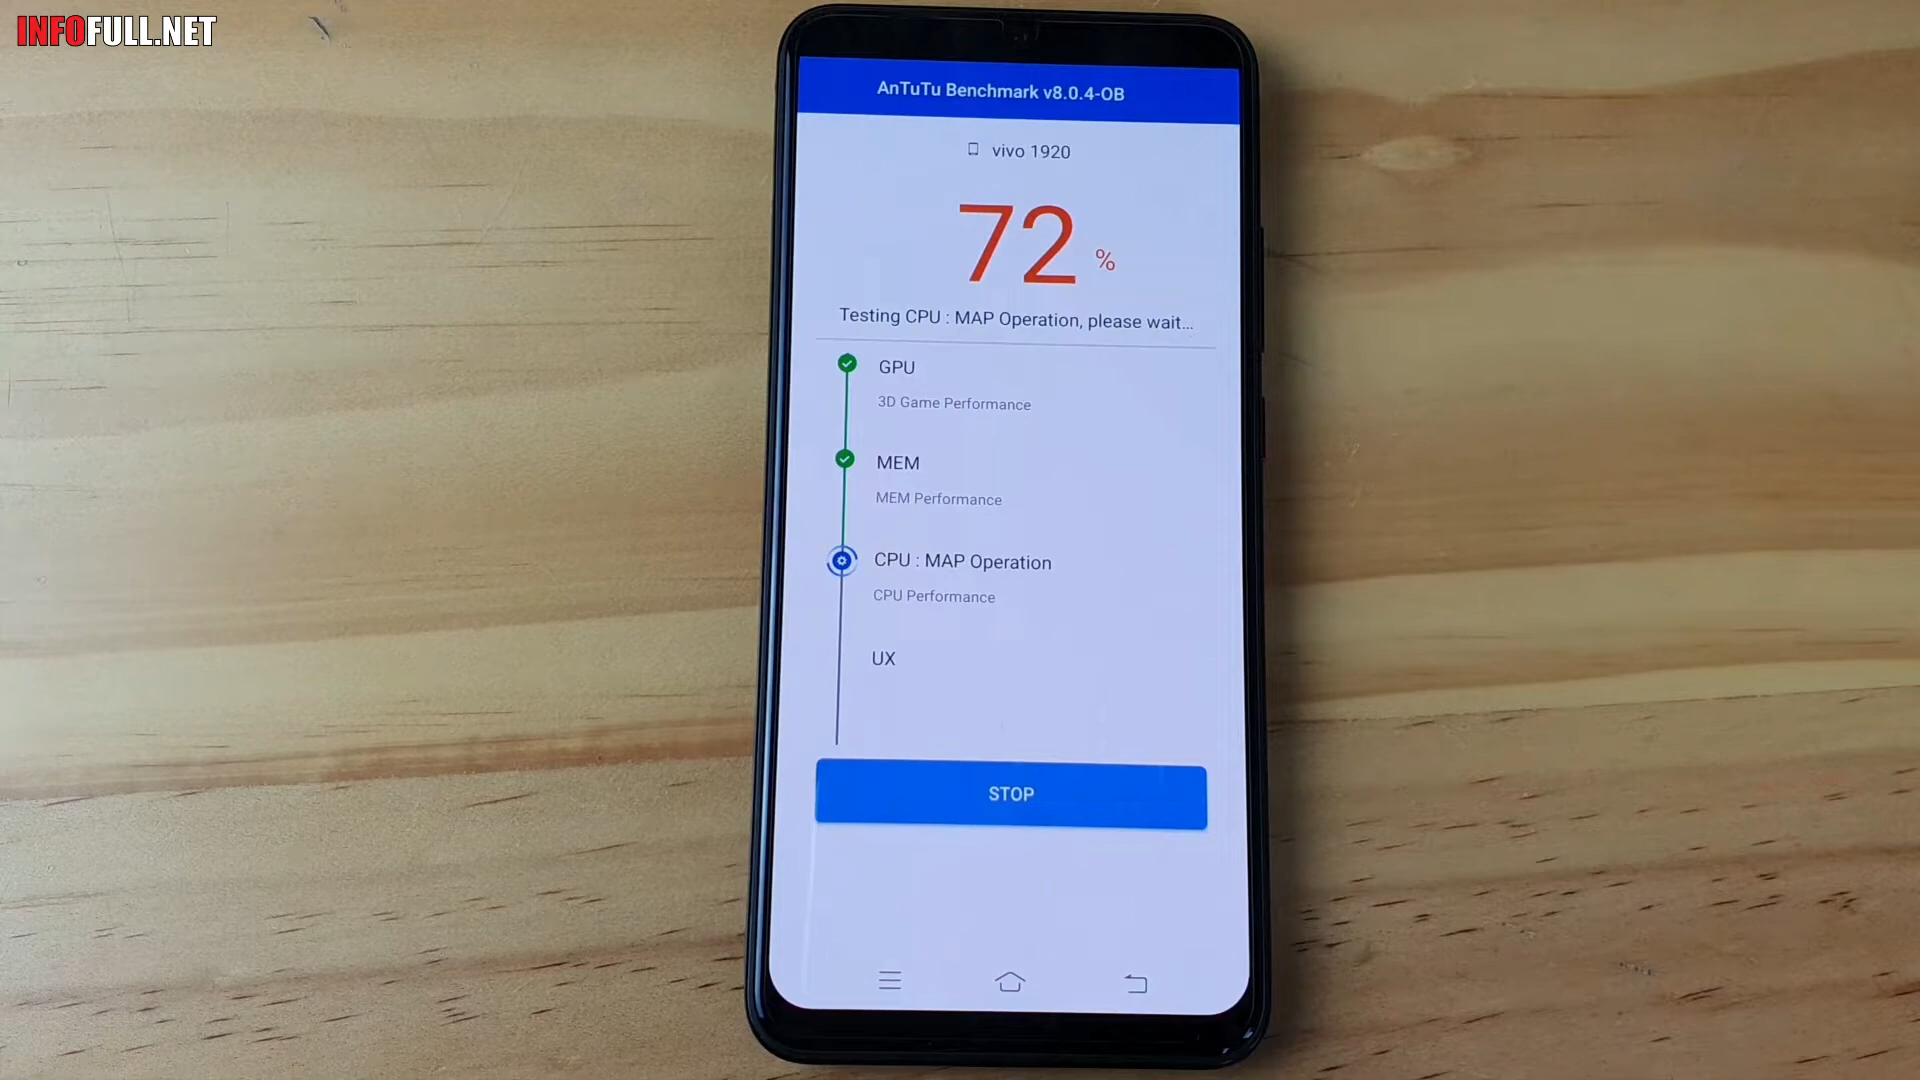 INFOFULL.NET
AnTuTu Benchmark v8.0.4-OB
vivo 1920
72 %
Testing CPU : MAP Operation, please wait...
GPU
3D Game Performance
MEM
MEM Performance
CPU : MAP Operation
CPU Performance
UX
STOP